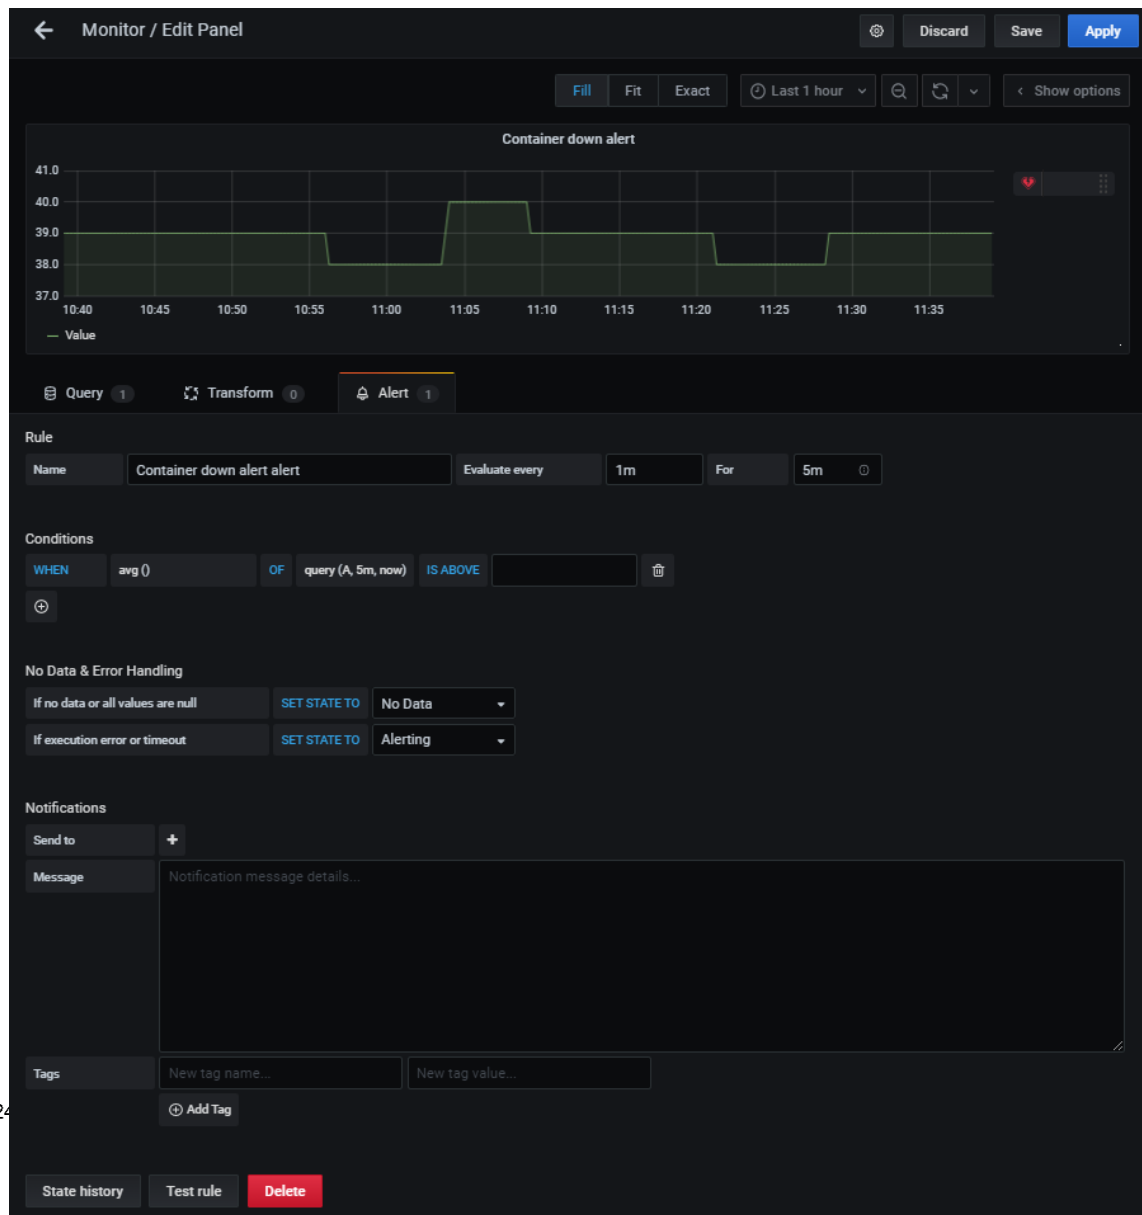 Monitor / Edit Panel
Discard
Save
Apply
Fill
Fit
Exact
Last 1 hour
Show options
Container down alert
41.0
40.0
39.0
38.0
37.0
10:40 10:45 10:50 10:55 11:00 11:05 11:10 11:15 11:20 11:25 11:30 11:35
Value
Query 1
Transform 0
Alert 1
Rule
Name Container down alert alert Evaluate every 1m For 5m
Conditions
WHEN avg () OF query (A, 5m, now) IS ABOVE
No Data & Error Handling
If no data or all values are null SET STATE TO No Data
If execution error or timeout SET STATE TO Alerting
Notifications
Send to
Message Notification message details...
Tags New tag name... New tag value...
Add Tag
State history Test rule Delete